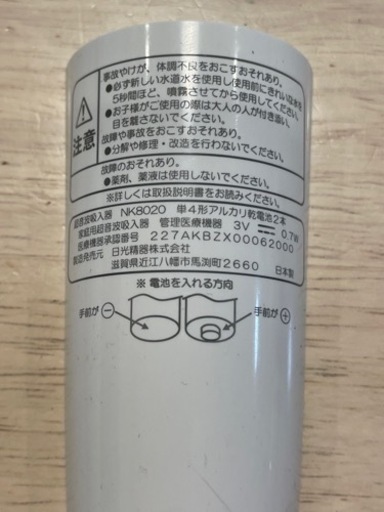 事故やけが、体調不良をおこすおそれあり。
●必ず新しい水道水を使用し使用前にきれいな水を
5秒間ほど、噴霧させてから使用してください。
●お子様がご使用の際は大人の人が付き添い、
目を離さないでください。
注意
故障や事故をおこすおそれあり。
●分解や修理・改造を行わないでください。
故障のおそれあり。
●薬剤、薬液は使用しないでください。
※詳しくは取扱説明書をお読みください。
超音波吸入器 NK8020 単4形アルカリ乾電池2本
家庭用超音波吸入器 管理医療機器 3V 0.7W
医療機器承認番号 227AKBZX00062000
製造発売元 日光精器株式会社
滋賀県近江八幡市馬渕町2660 日本製
※ 電池を入れる方向
手前が⊖ 手前が⊕